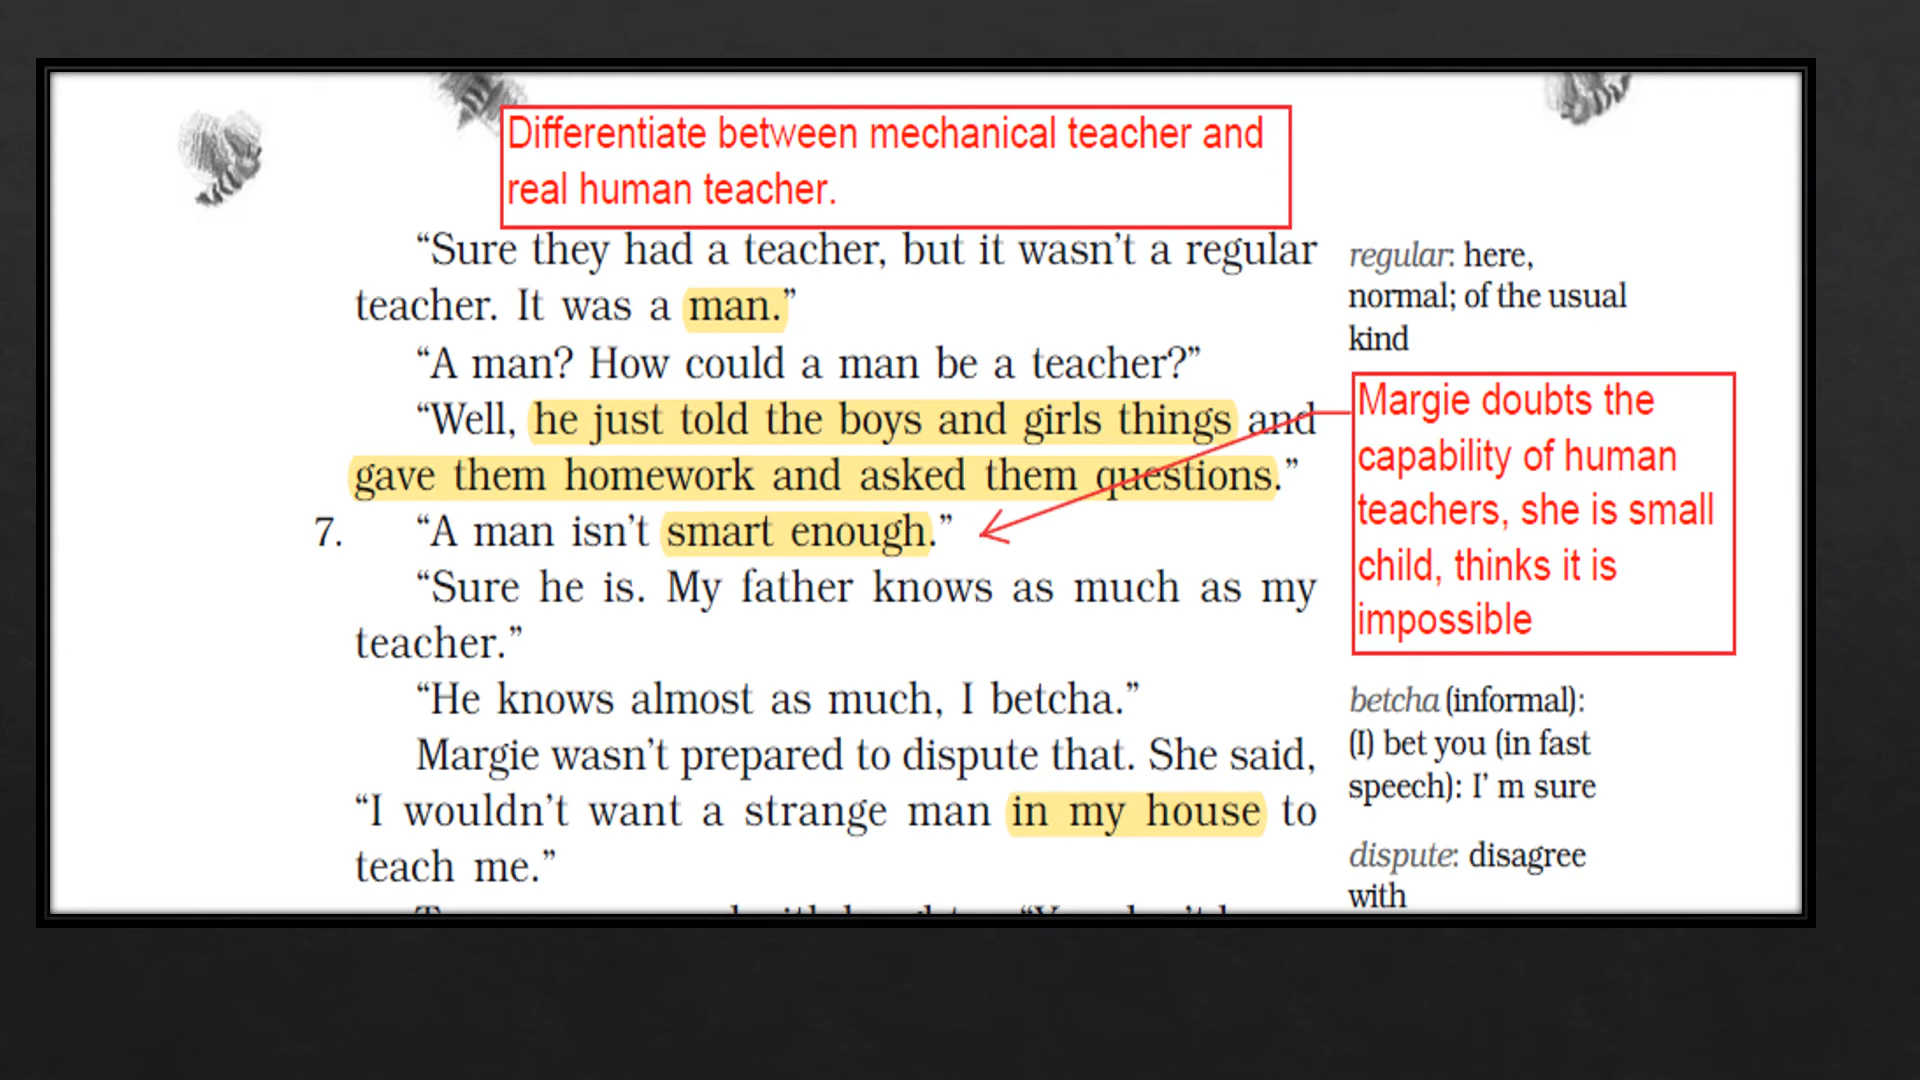 Differentiate between mechanical teacher and
real human teacher.
“Sure they had a teacher, but it wasn’t a regular
teacher. It was a man.”
“A man? How could a man be a teacher?”
“Well, he just told the boys and girls things and
gave them homework and asked them questions.”
7. “A man isn’t smart enough.”
“Sure he is. My father knows as much as my
teacher.”
“He knows almost as much, I betcha.”
Margie wasn’t prepared to dispute that. She said,
“I wouldn’t want a strange man in my house to
teach me.”
regular: here,
normal; of the usual
kind
Margie doubts the
capability of human
teachers, she is small
child, thinks it is
impossible
betcha (informal):
(I) bet you (in fast
speech): I’ m sure
dispute: disagree
with